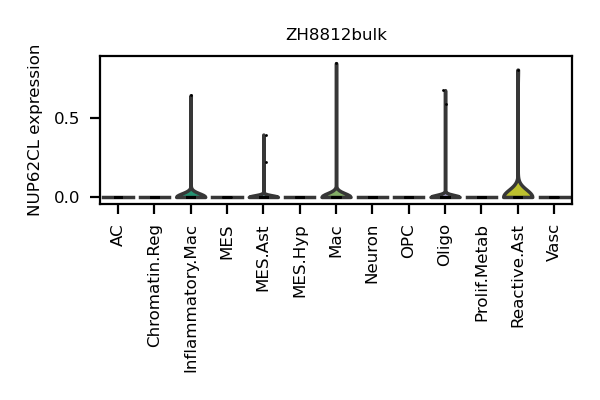 ZH8812bulk
NUP62CL expression
0.5
0.0
AC
Chromatin.Reg
Inflammatory.Mac
MES
MES.Ast
MES.Hyp
Mac
Neuron
OPC
Oligo
Prolif.Metab
Reactive.Ast
Vasc